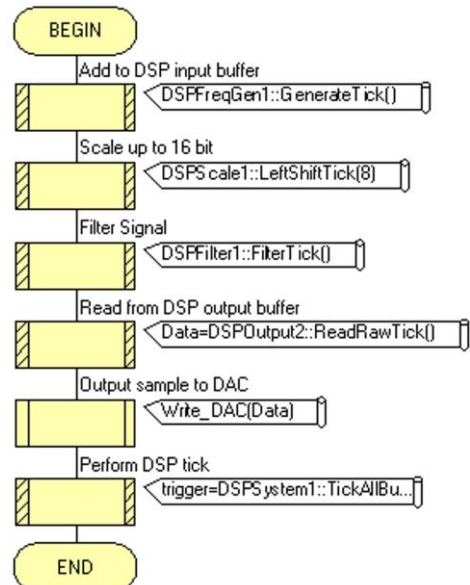 BEGIN
Add to DSP input buffer
DSPFreqGen1::GenerateTick()
Scale up to 16 bit
DSPScale1::LeftShiftTick(8)
Filter Signal
DSPFilter1::FilterTick()
Read from DSP output buffer
Data=DSPOutput2::ReadRawTick()
Output sample to DAC
Write_DAC(Data)
Perform DSP tick
trigger=DSPSystem1::TickAllBu...
END